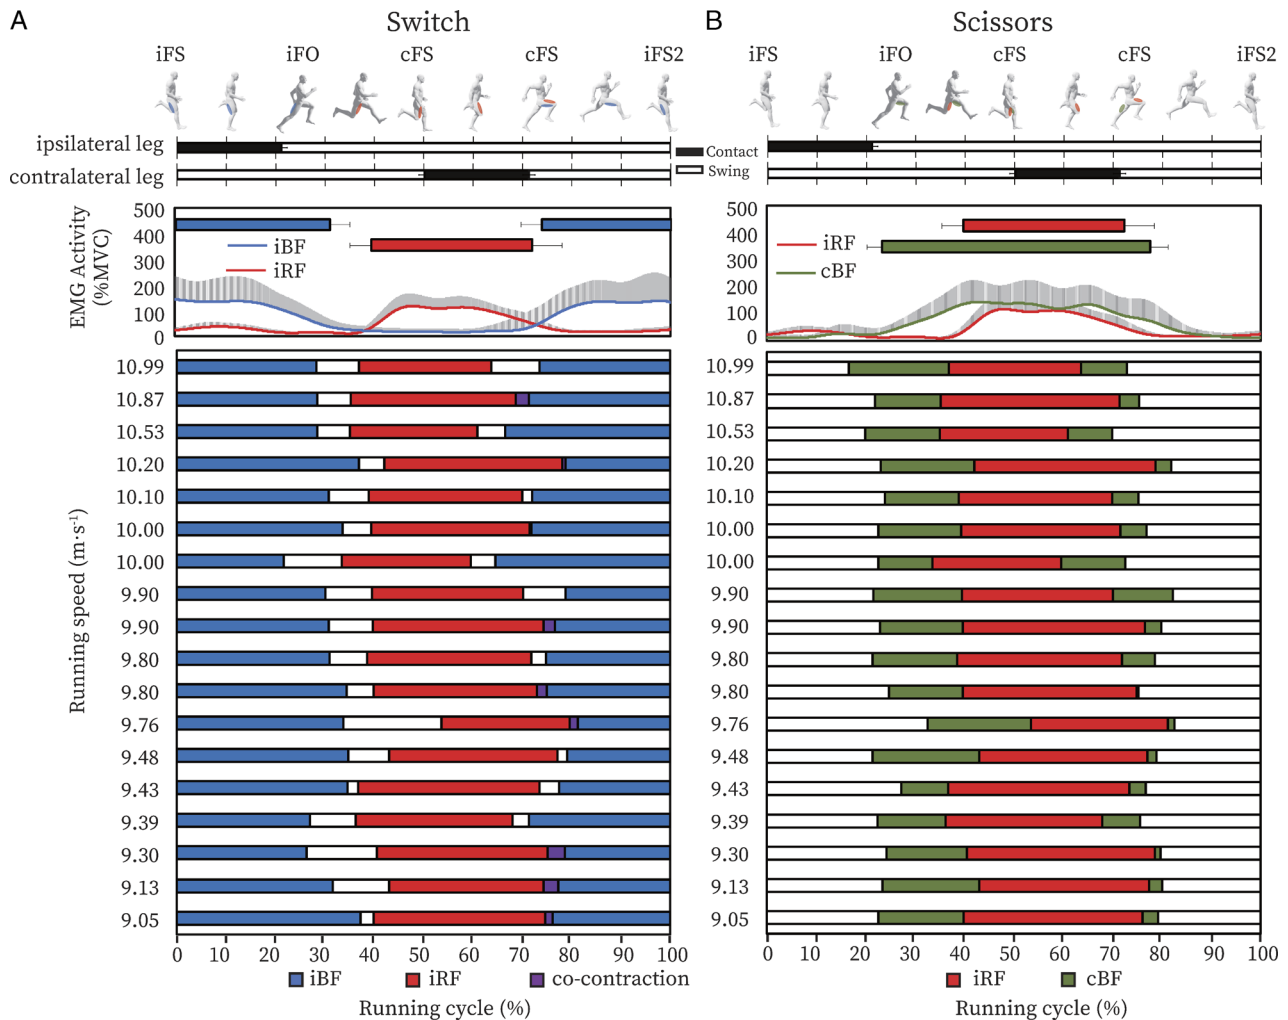 A
Switch
iFS iFO cFS cFS iFS2
ipsilateral leg
contralateral leg
Contact
Swing
EMG Activity
(%MVC)
500
400
300
200
100
0
iBF
iRF
Running speed (m·s⁻¹)
10.99
10.87
10.53
10.20
10.10
10.00
10.00
9.90
9.90
9.80
9.80
9.76
9.48
9.43
9.39
9.30
9.13
9.05
0 10 20 30 40 50 60 70 80 90 100
iBF iRF co-contraction
Running cycle (%)
B
Scissors
iFS iFO cFS cFS iFS2
500
400
300
200
100
0
iRF
cBF
10.99
10.87
10.53
10.20
10.10
10.00
10.00
9.90
9.90
9.80
9.80
9.76
9.48
9.43
9.39
9.30
9.13
9.05
0 10 20 30 40 50 60 70 80 90 100
iRF cBF
Running cycle (%)